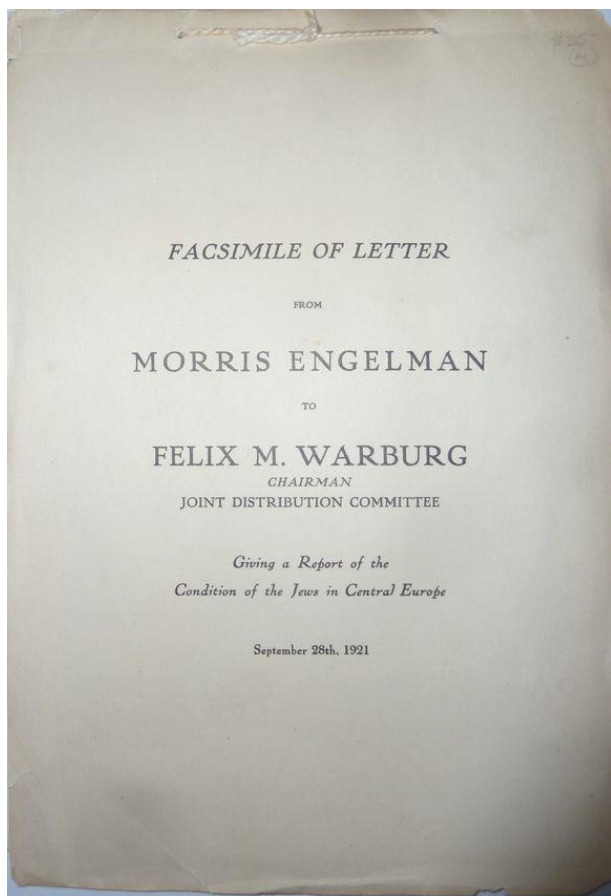 FACSIMILE OF LETTER
FROM
MORRIS ENGELMAN
TO
FELIX M. WARBURG
CHAIRMAN
JOINT DISTRIBUTION COMMITTEE
Giving a Report of the
Condition of the Jews in Central Europe
September 28th, 1921